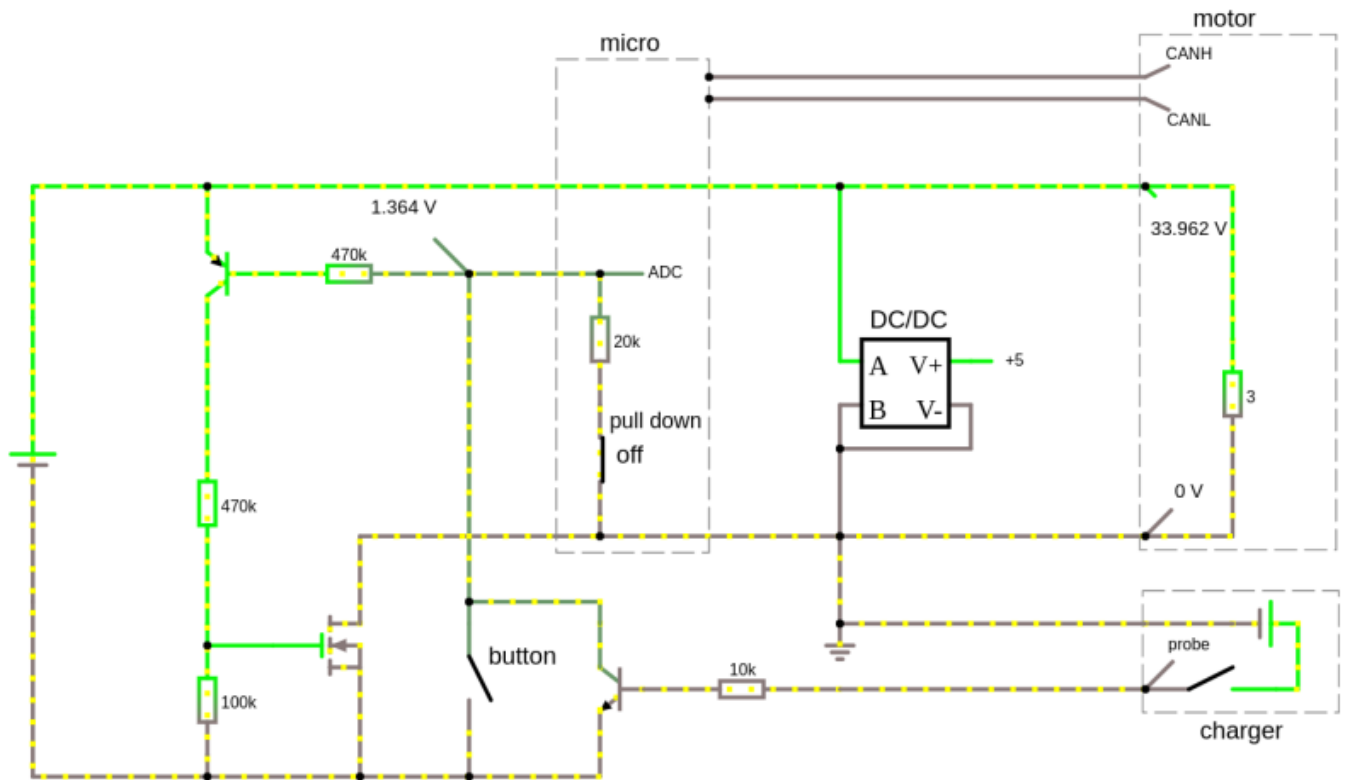 motor
micro
CANH
CANL
1.364 V
33.962 V
470k
ADC
DC/DC
20k
A V+
+5
B V-
3
pull down
off
0 V
470k
button
probe
10k
100k
charger